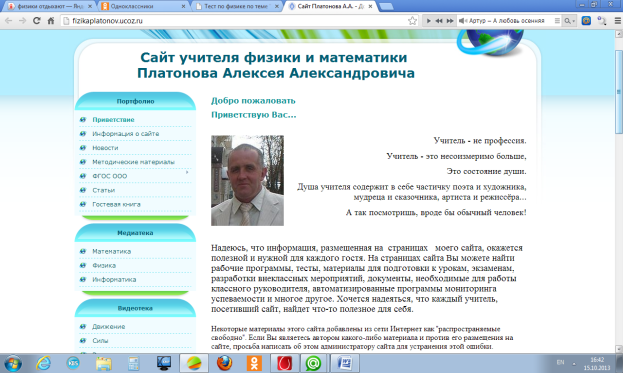 физики отдыхают — Янд
Одноклассники
Тест по физике по теме:
Сайт Платонова А.А. - До
fizikaplatonov.ucoz.ru
Артур – А любовь осенняя
Сайт учителя физики и математики
Платонова Алексея Александровича
Портфолио
Приветствие
Информация о сайте
Новости
Методические материалы
ФГОС ООО
Статьи
Гостевая книга
Медиатека
Математика
Физика
Информатика
Видеотека
Движение
Силы
Добро пожаловать
Приветствую Вас...
Учитель - не профессия.
Учитель - это несоизмеримо больше,
Это состояние души.
Душа учителя содержит в себе частичку поэта и художника,
мудреца и сказочника, артиста и режиссёра...
А так посмотришь, вроде бы обычный человек!
Надеюсь, что информация, размещенная на страницах моего сайта, окажется
полезной и нужной для каждого гостя. На страницах сайта Вы можете найти
рабочие программы, тесты, материалы для подготовки к урокам, экзаменам,
разработки внеклассных мероприятий, документы, необходимые для работы
классного руководителя, автоматизированные программы мониторинга
успеваемости и многое другое. Хочется надеяться, что каждый учитель,
посетивший сайт, найдет что-то полезное для себя.
Некоторые материалы этого сайта добавлены из сети Интернет как "распространяемые
свободно". Если Вы являетесь автором какого-либо материала и против его размещения на
сайте, просьба написать об этом администратору сайта для устранения этой ошибки.
EN
16:42
15.10.2013